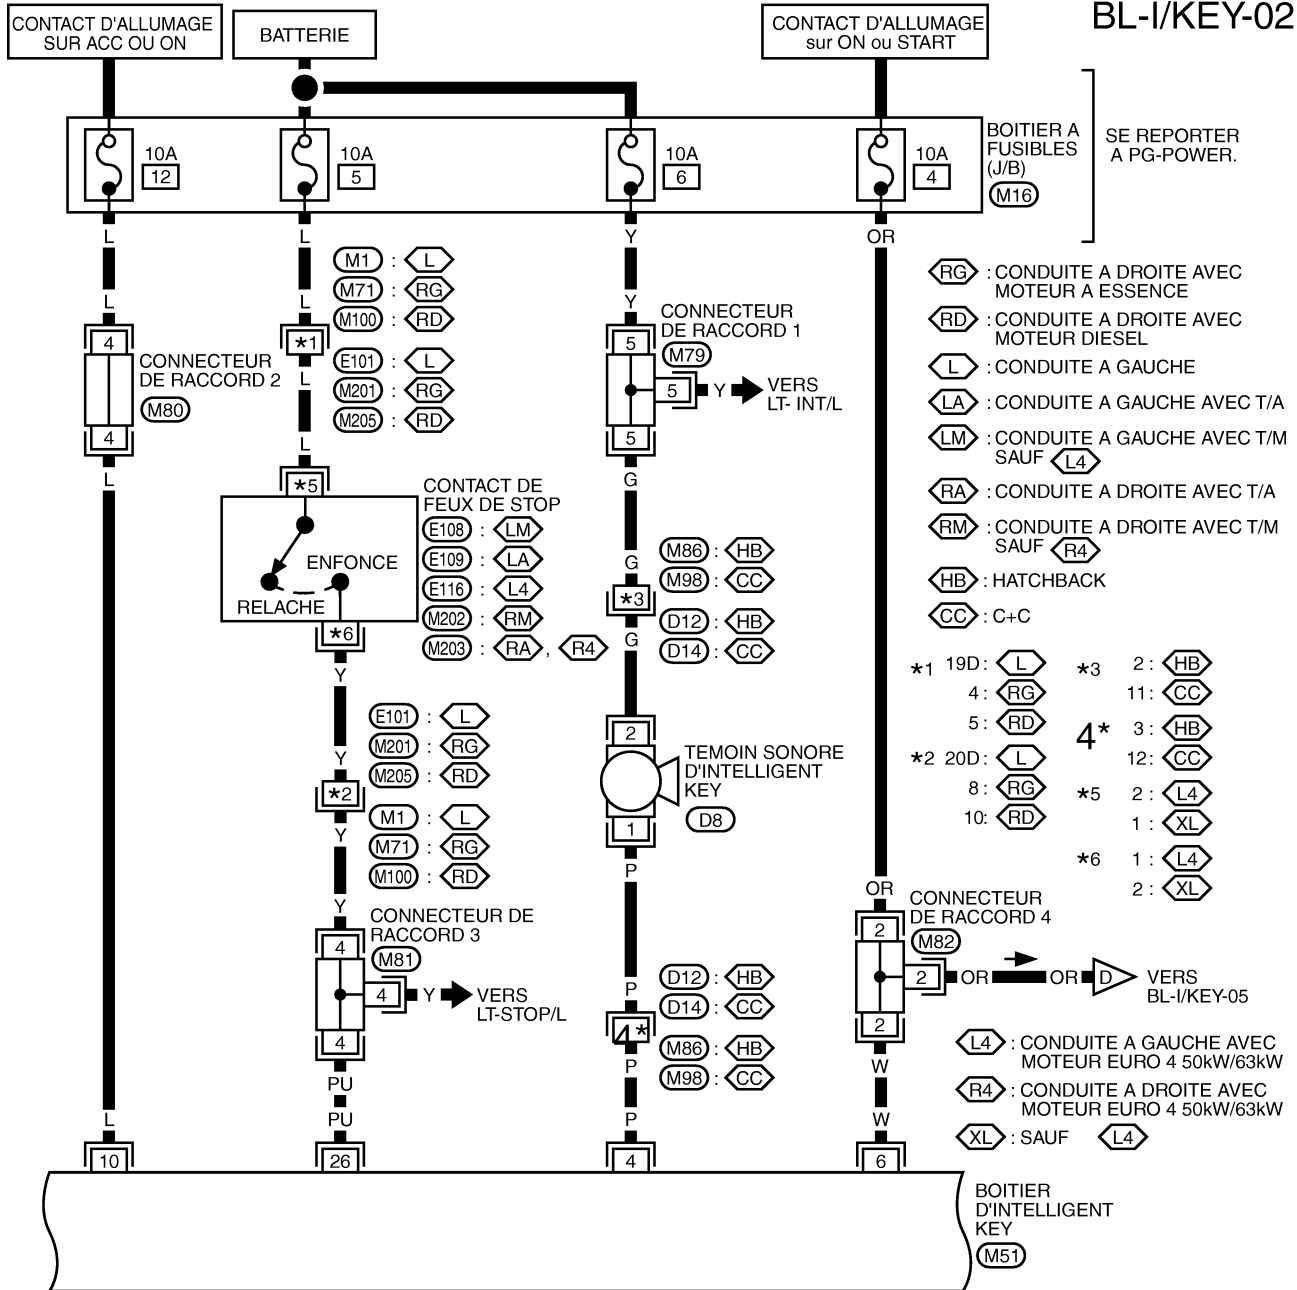 BL-I/KEY-02
CONTACT D'ALLUMAGE
SUR ACC OU ON
BATTERIE
CONTACT D'ALLUMAGE
sur ON ou START
10A
12
10A
5
10A
6
10A
4
BOITIER A
FUSIBLES
(J/B)
M16
SE REPORTER
A PG-POWER.
L
L
Y
OR
M1 : L
M71 : RG
M100 : RD
L
L
Y
*1
E101 : L
M201 : RG
M205 : RD
L
L
4
CONNECTEUR
DE RACCORD 2
M80
4
L
5
CONNECTEUR
DE RACCORD 1
M79
5
Y
VERS
LT- INT/L
5
G
RG : CONDUITE A DROITE AVEC
MOTEUR A ESSENCE
RD : CONDUITE A DROITE AVEC
MOTEUR DIESEL
L : CONDUITE A GAUCHE
LA : CONDUITE A GAUCHE AVEC T/A
LM : CONDUITE A GAUCHE AVEC T/M
SAUF L4
RA : CONDUITE A DROITE AVEC T/A
RM : CONDUITE A DROITE AVEC T/M
SAUF R4
HB : HATCHBACK
CC : C+C
*5
CONTACT DE
FEUX DE STOP
E108 : LM
E109 : LA
E116 : L4
M202 : RM
M203 : RA , R4
ENFONCE
RELACHE
*6
Y
G
M86 : HB
M98 : CC
*3
D12 : HB
D14 : CC
G
*1 19D: L
4: RG
5: RD
*2 20D: L
8: RG
10: RD
*3 2: HB
11: CC
4* 3: HB
12: CC
*5 2: L4
1: XL
*6 1: L4
2: XL
E101 : L
M201 : RG
M205 : RD
Y
*2
M1 : L
M71 : RG
M100 : RD
Y
Y
2
TEMOIN SONORE
D'INTELLIGENT
KEY
D8
1
P
CONNECTEUR DE
RACCORD 3
M81
4
4
Y
VERS
LT-STOP/L
4
PU
PU
P
D12 : HB
D14 : CC
4*
M86 : HB
M98 : CC
P
P
OR
CONNECTEUR
DE RACCORD 4
M82
2
2
OR
OR
D
VERS
BL-I/KEY-05
2
W
W
L4 : CONDUITE A GAUCHE AVEC
MOTEUR EURO 4 50kW/63kW
R4 : CONDUITE A DROITE AVEC
MOTEUR EURO 4 50kW/63kW
XL : SAUF L4
L
10
26
4
6
BOITIER
D'INTELLIGENT
KEY
M51